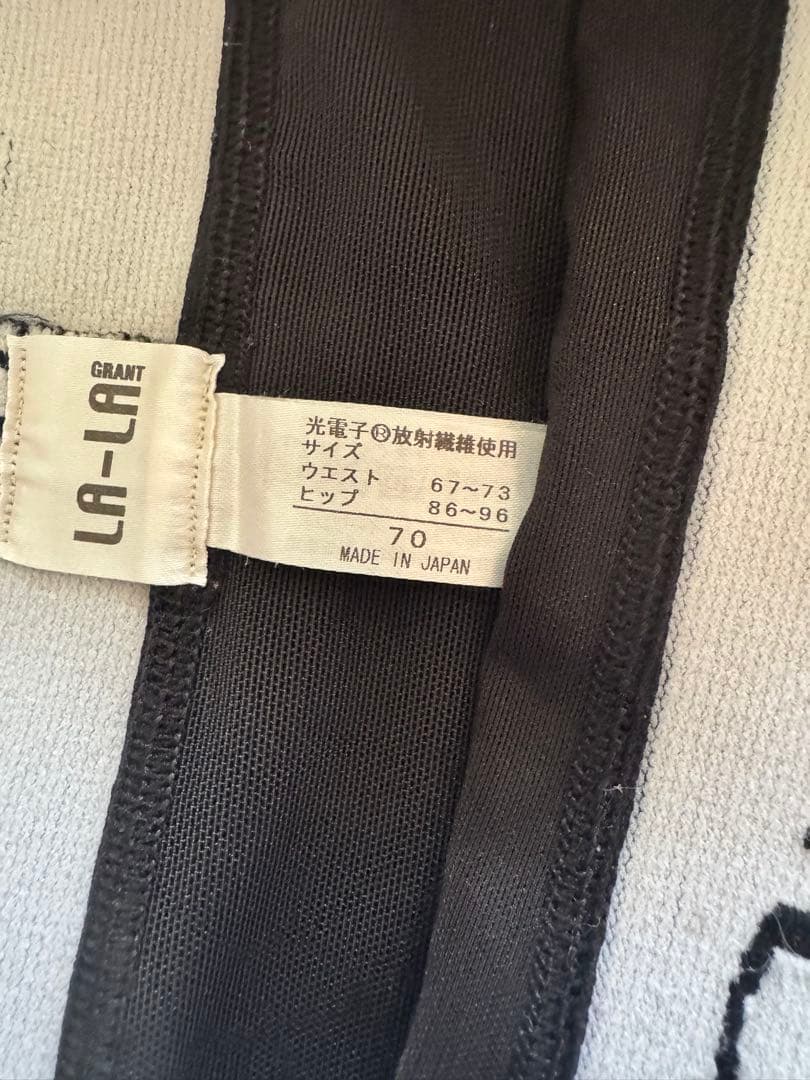 GRANT
LA-LA
光電子®放射繊維使用
サイズ
ウエスト 67～73
ヒップ 86～96
70
MADE IN JAPAN